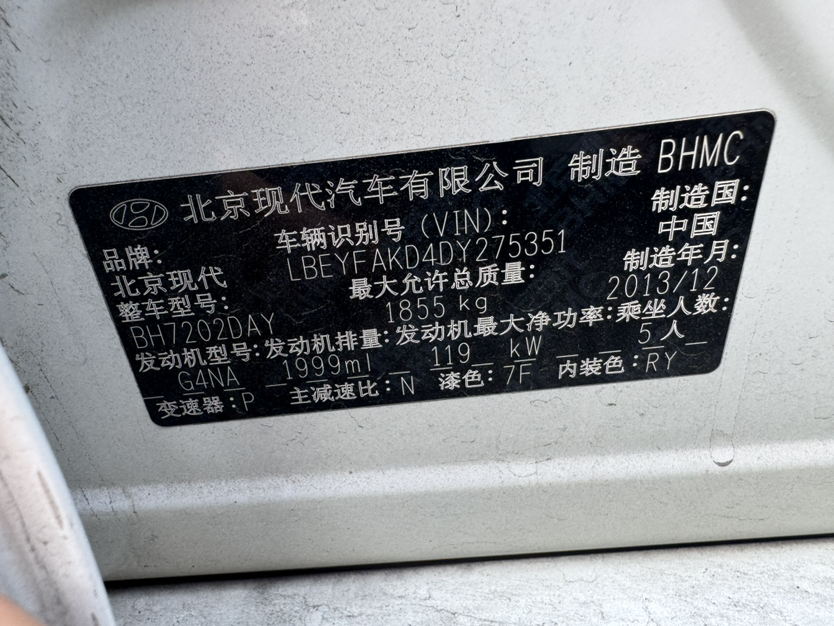 北京现代汽车有限公司 制造 BHMC
品牌: 车辆识别号 (VIN): 制造国:
北京现代 LBEYFAKD4DY275351 中国
整车型号: 最大允许总质量: 制造年月:
BH7202DAY 1855 kg 2013/12
发动机型号: 发动机排量: 发动机最大净功率: 乘坐人数:
G4NA 1999ml 119 kW 5人
变速器: P 主减速比: N 漆色: 7F 内装色: RY